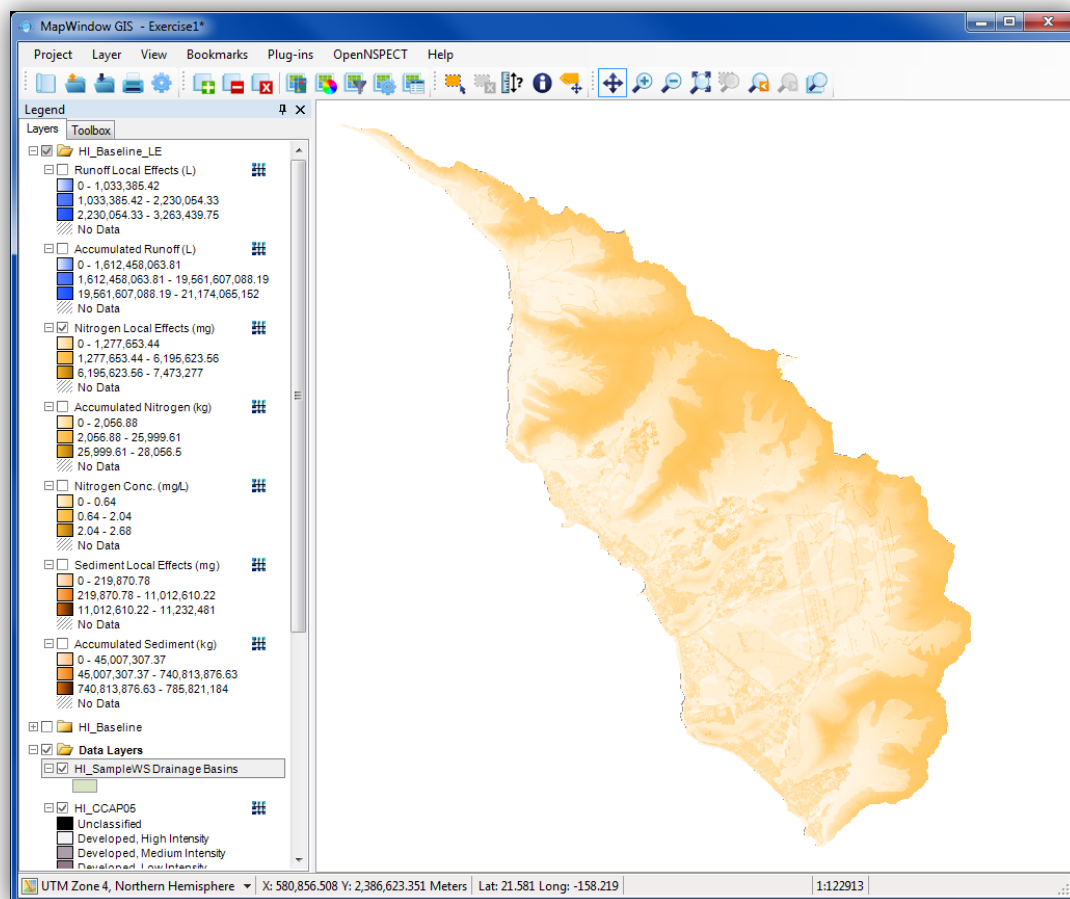 MapWindow GIS - Exercise1*
Project Layer View Bookmarks Plug-ins OpenNSPECT Help
Legend
Layers Toolbox
HI_Baseline_LE
Runoff Local Effects (L)
0 - 1,033,385.42
1,033,385.42 - 2,230,054.33
2,230,054.33 - 3,263,439.75
No Data
Accumulated Runoff (L)
0 - 1,612,458,063.81
1,612,458,063.81 - 19,561,607,088.19
19,561,607,088.19 - 21,174,065,152
No Data
Nitrogen Local Effects (mg)
0 - 1,277,653.44
1,277,653.44 - 6,195,623.56
6,195,623.56 - 7,473,277
No Data
Accumulated Nitrogen (kg)
0 - 2,056.88
2,056.88 - 25,999.61
25,999.61 - 28,056.5
No Data
Nitrogen Conc. (mg/L)
0 - 0.64
0.64 - 2.04
2.04 - 2.68
No Data
Sediment Local Effects (mg)
0 - 219,870.78
219,870.78 - 11,012,610.22
11,012,610.22 - 11,232,481
No Data
Accumulated Sediment (kg)
0 - 45,007,307.37
45,007,307.37 - 740,813,876.63
740,813,876.63 - 785,821,184
No Data
HI_Baseline
Data Layers
HI_SampleWS Drainage Basins
HI_CCAP05
Unclassified
Developed, High Intensity
Developed, Medium Intensity
Developed, Low Intensity
UTM Zone 4, Northern Hemisphere X: 580,856.508 Y: 2,386,623.351 Meters Lat: 21.581 Long: -158.219 1:122913